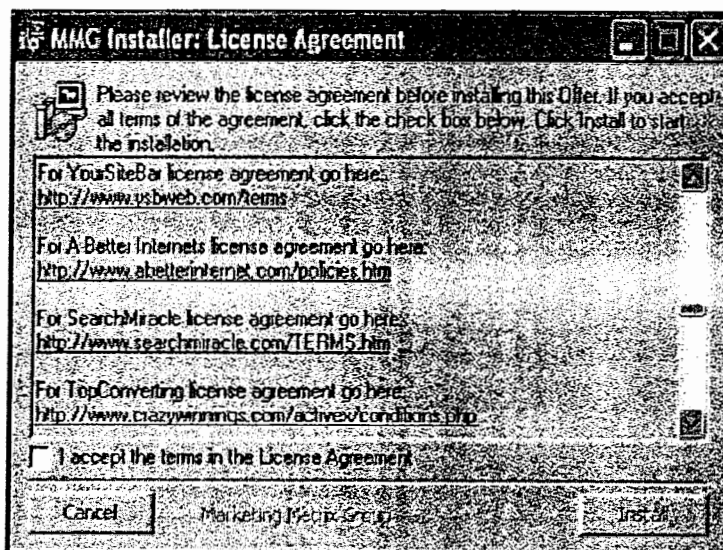 MMG Installer: License Agreement
Please review the license agreement before installing this Offer. If you accept
all terms of the agreement, click the check box below. Click Install to start
the installation.
For YourSiteBar license agreement go here:
http://www.ysbweb.com/terms
For A Better Internets license agreement go here:
http://www.abetterinternet.com/policies.htm
For SearchMiracle license agreement go here:
http://www.searchmiracle.com/TERMS.htm
For TopConverting license agreement go here:
http://www.crazywinnings.com/activex/conditions.php
I accept the terms in the License Agreement
Cancel
Marketing Metrix Group
Install